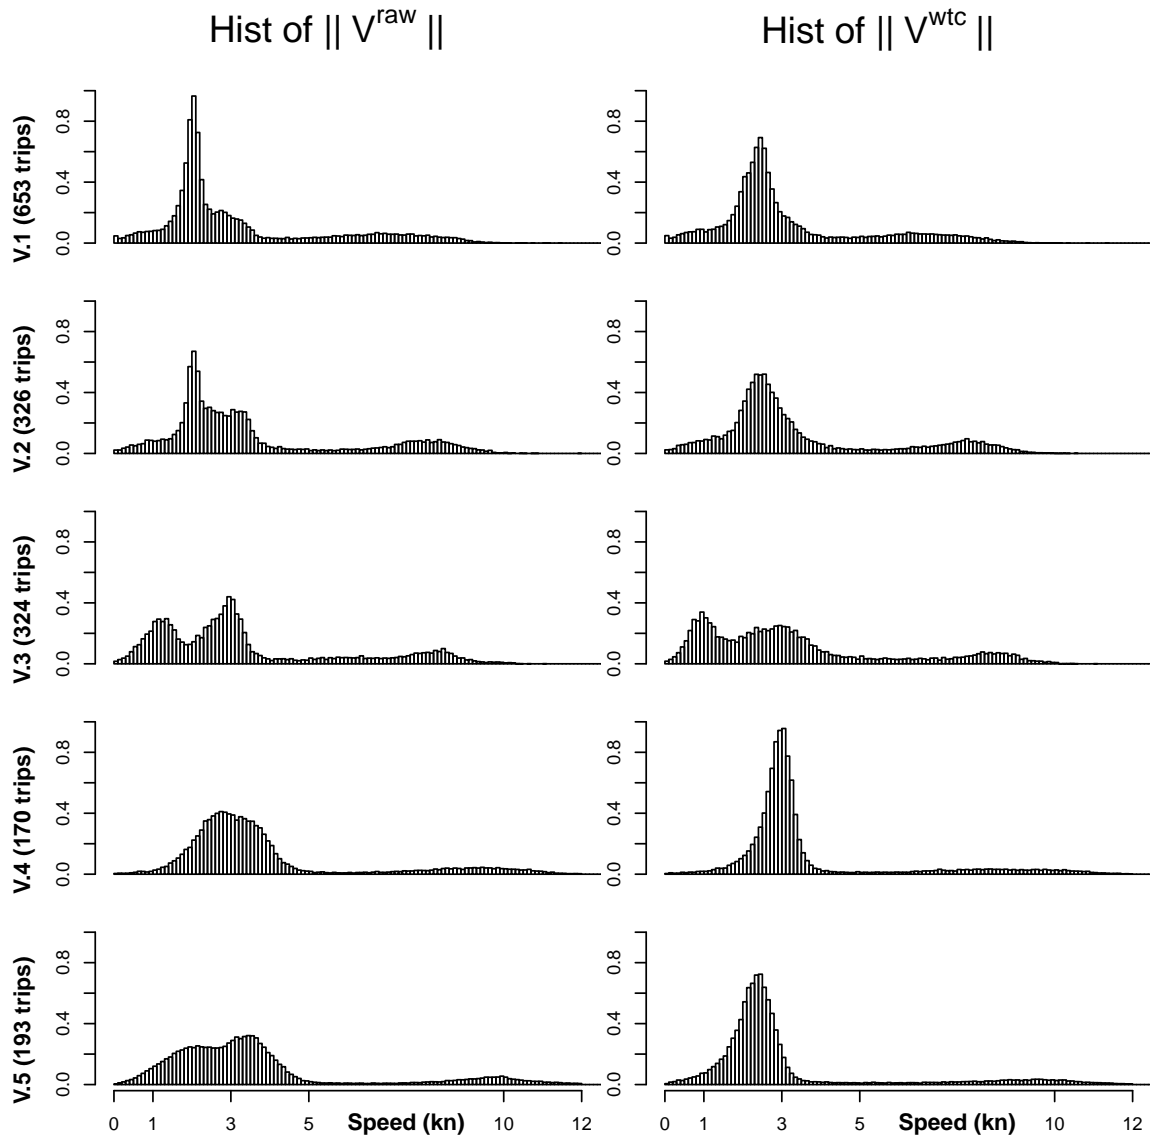 Hist of || V^raw || Hist of || V^wtc ||
V.1 (653 trips) 0.0 0.4 0.8 0.0 0.4 0.8
V.2 (326 trips) 0.0 0.4 0.8 0.0 0.4 0.8
V.3 (324 trips) 0.0 0.4 0.8 0.0 0.4 0.8
V.4 (170 trips) 0.0 0.4 0.8 0.0 0.4 0.8
V.5 (193 trips) 0.0 0.4 0.8 0.0 0.4 0.8
0 1 3 5 Speed (kn) 10 12 0 1 3 5 Speed (kn) 10 12